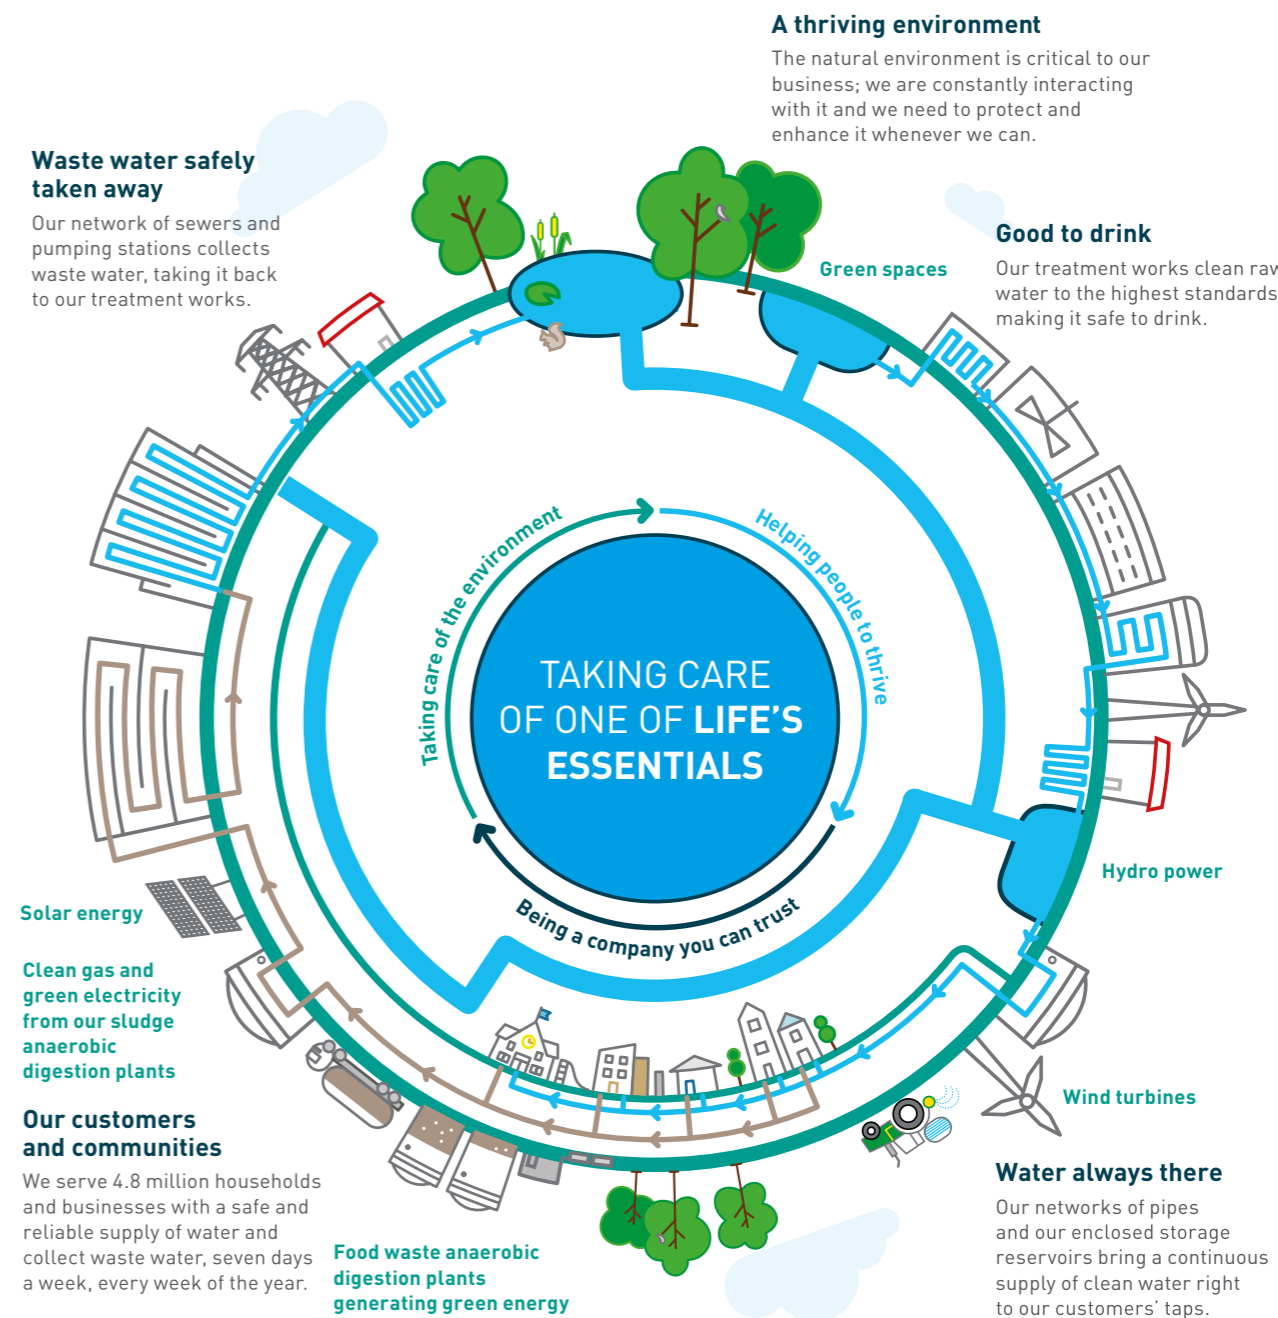 A thriving environment
The natural environment is critical to our
business; we are constantly interacting
with it and we need to protect and
enhance it whenever we can.
Waste water safely
taken away
Our network of sewers and
pumping stations collects
waste water, taking it back
to our treatment works.
Green spaces
Good to drink
Our treatment works clean raw
water to the highest standards
making it safe to drink.
Taking care of the environment
Helping people to thrive
TAKING CARE
OF ONE OF LIFE'S
ESSENTIALS
Being a company you can trust
Hydro power
Solar energy
Clean gas and
green electricity
from our sludge
anaerobic
digestion plants
Wind turbines
Our customers
and communities
We serve 4.8 million households
and businesses with a safe and
reliable supply of water and
collect waste water, seven days
a week, every week of the year.
Food waste anaerobic
digestion plants
generating green energy
Water always there
Our networks of pipes
and our enclosed storage
reservoirs bring a continuous
supply of clean water right
to our customers' taps.